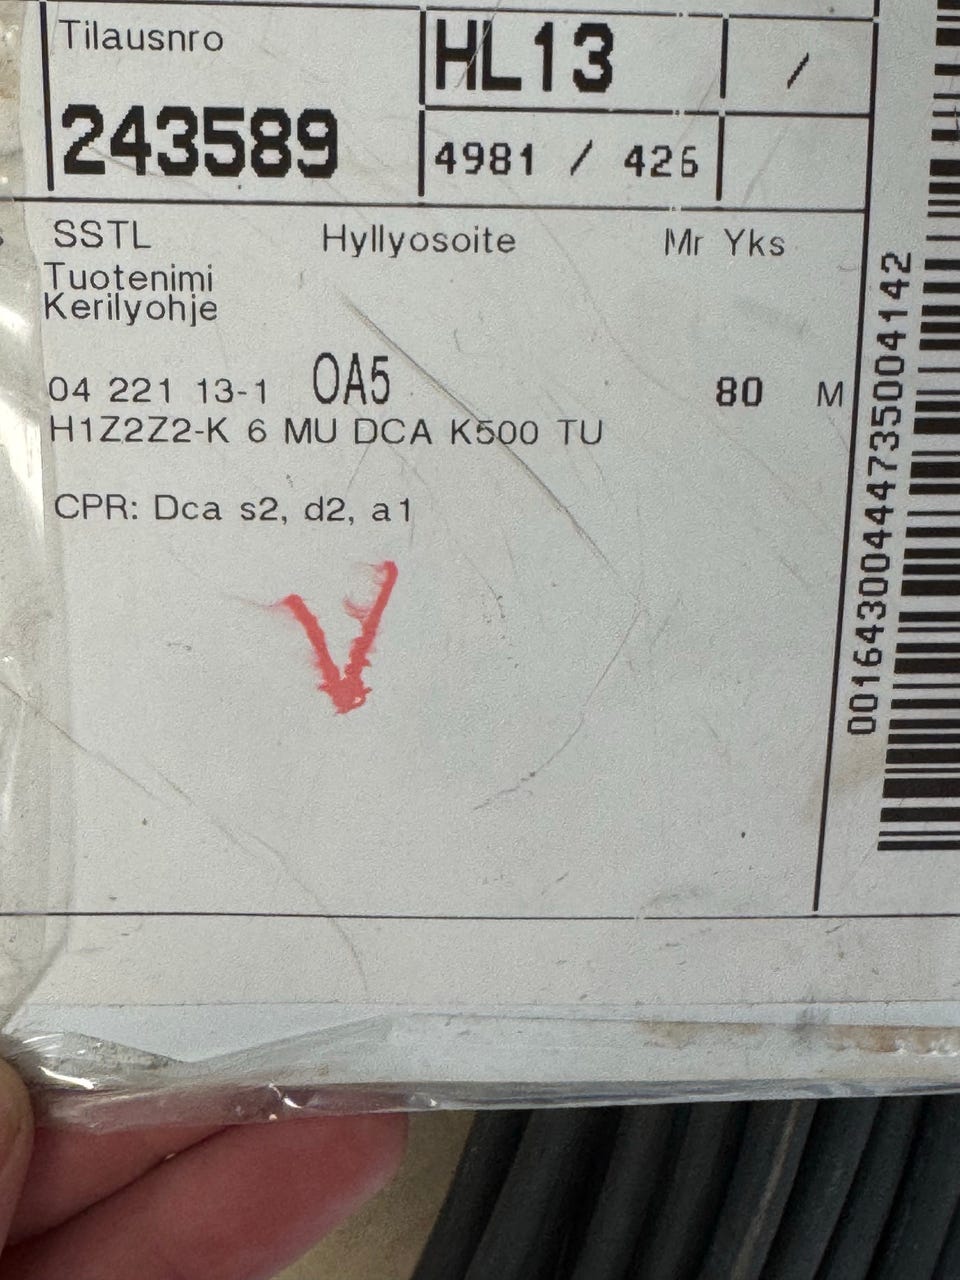 Tilausnro
HL13 /
243589
4981 / 426
SSTL Hyllyosoite Mr Yks
Tuotenimi
Kerilyohje
04 221 13-1 OA5 80 M
H1Z2Z2-K 6 MU DCA K500 TU
CPR: Dca s2, d2, a1
V
00164300444735004142